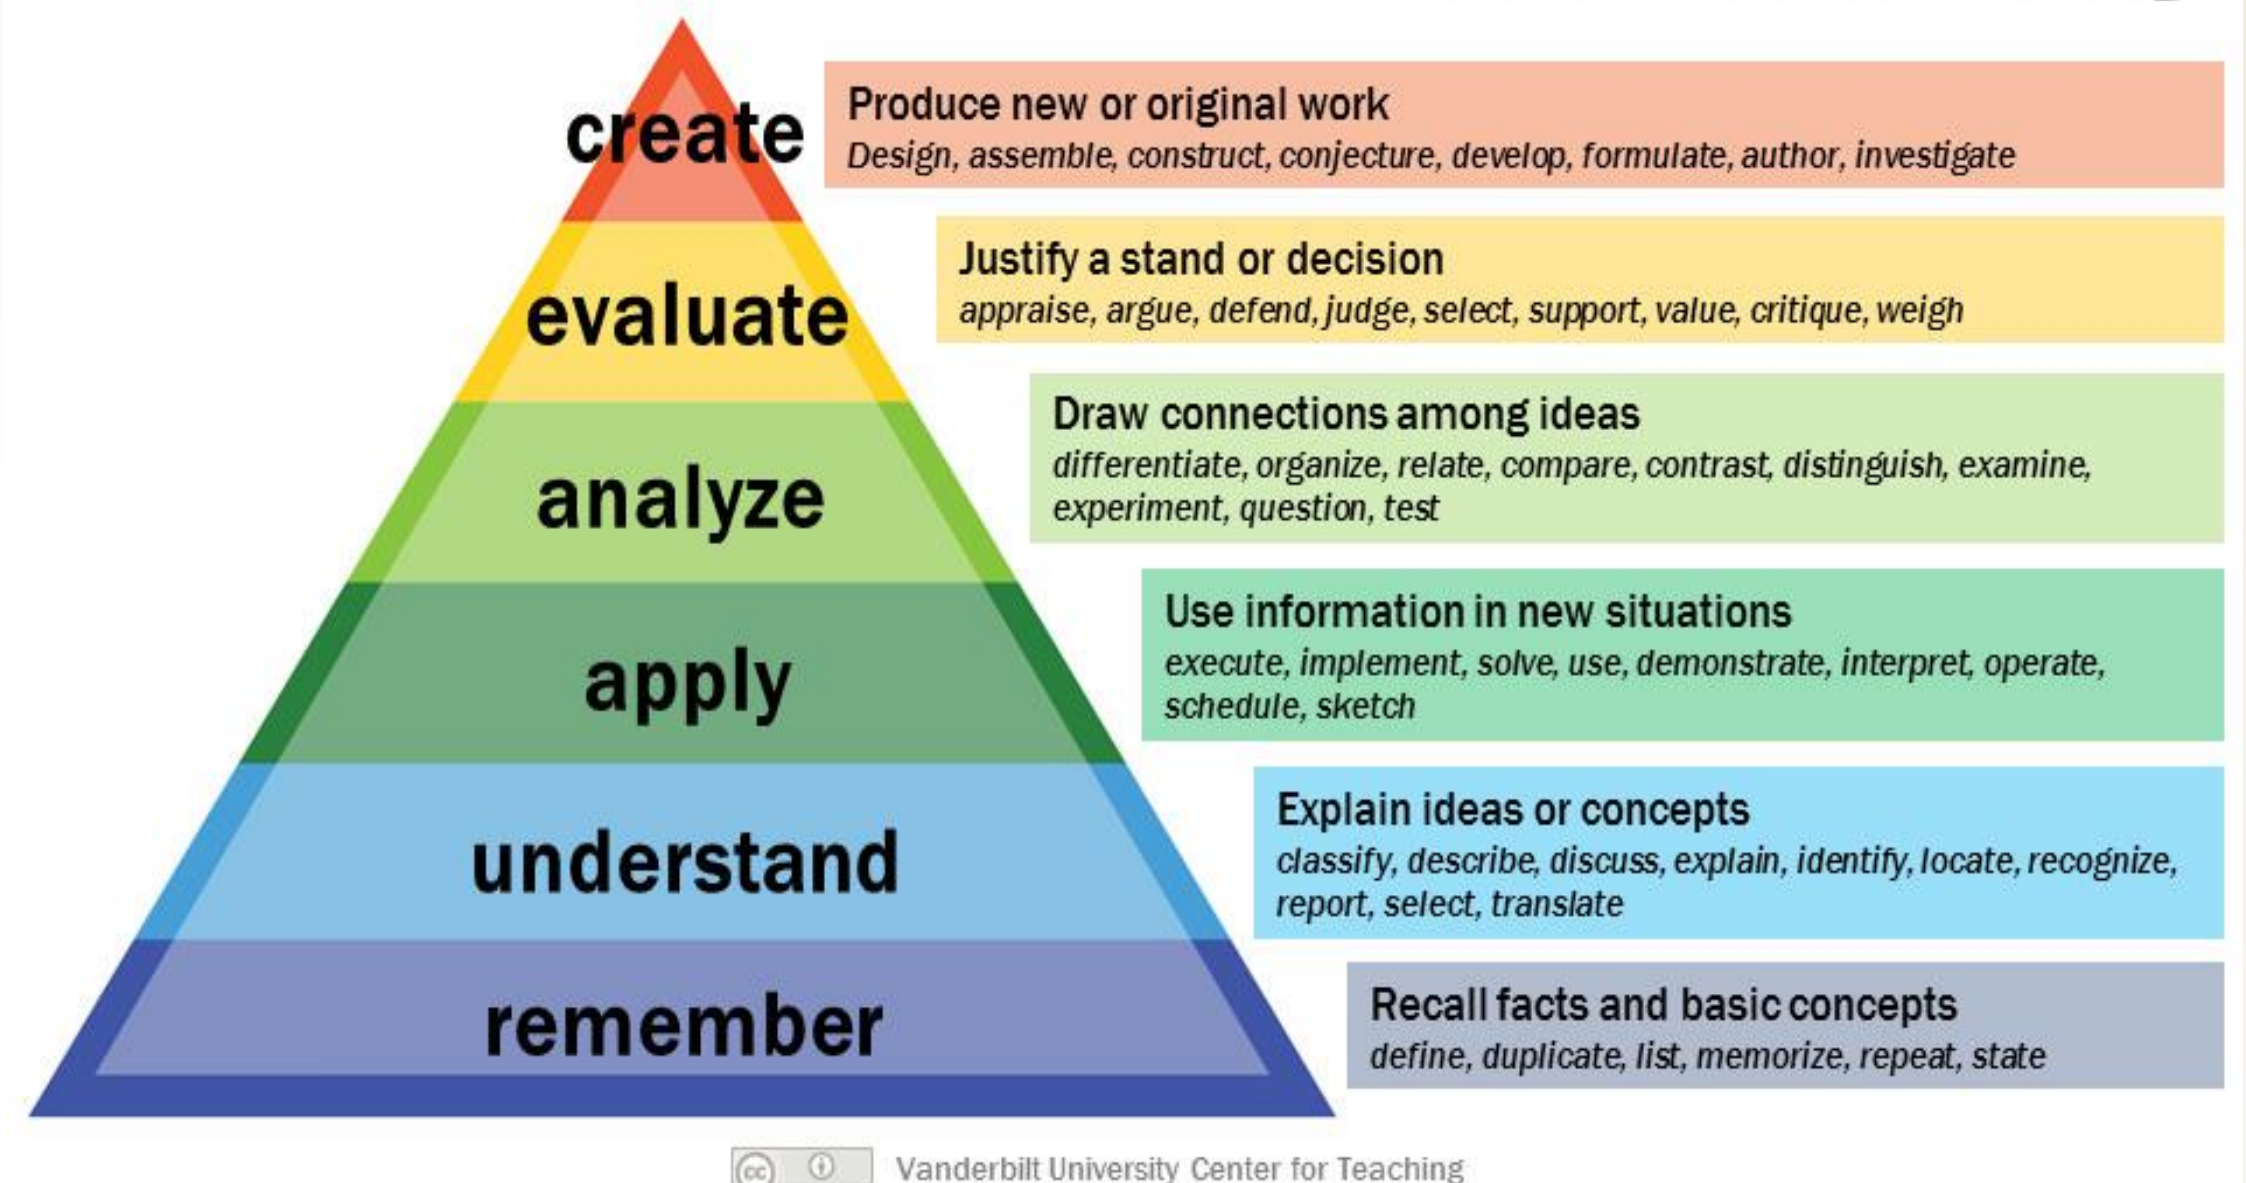 create
Produce new or original work
Design, assemble, construct, conjecture, develop, formulate, author, investigate
evaluate
Justify a stand or decision
appraise, argue, defend, judge, select, support, value, critique, weigh
analyze
Draw connections among ideas
differentiate, organize, relate, compare, contrast, distinguish, examine,
experiment, question, test
apply
Use information in new situations
execute, implement, solve, use, demonstrate, interpret, operate,
schedule, sketch
understand
Explain ideas or concepts
classify, describe, discuss, explain, identify, locate, recognize,
report, select, translate
remember
Recall facts and basic concepts
define, duplicate, list, memorize, repeat, state
cc Vanderbilt University Center for Teaching